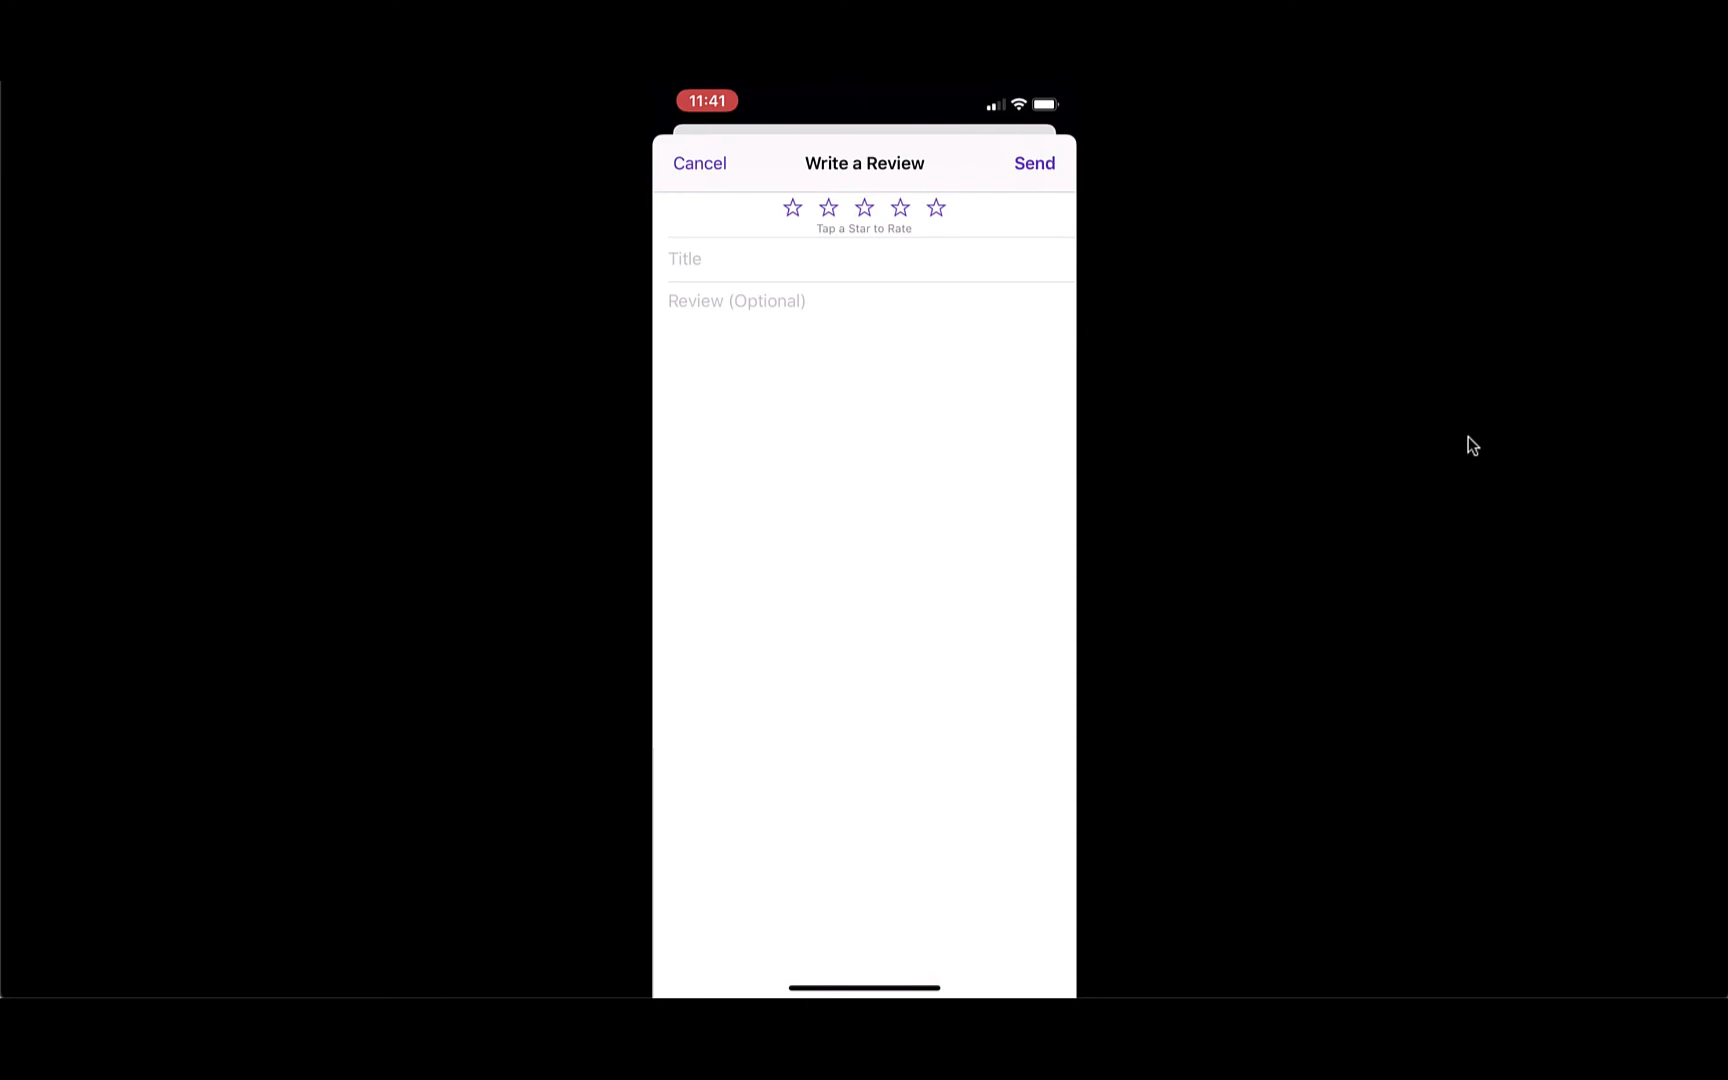 11:41
Cancel Write a Review Send
Tap a Star to Rate
Title
Review (Optional)